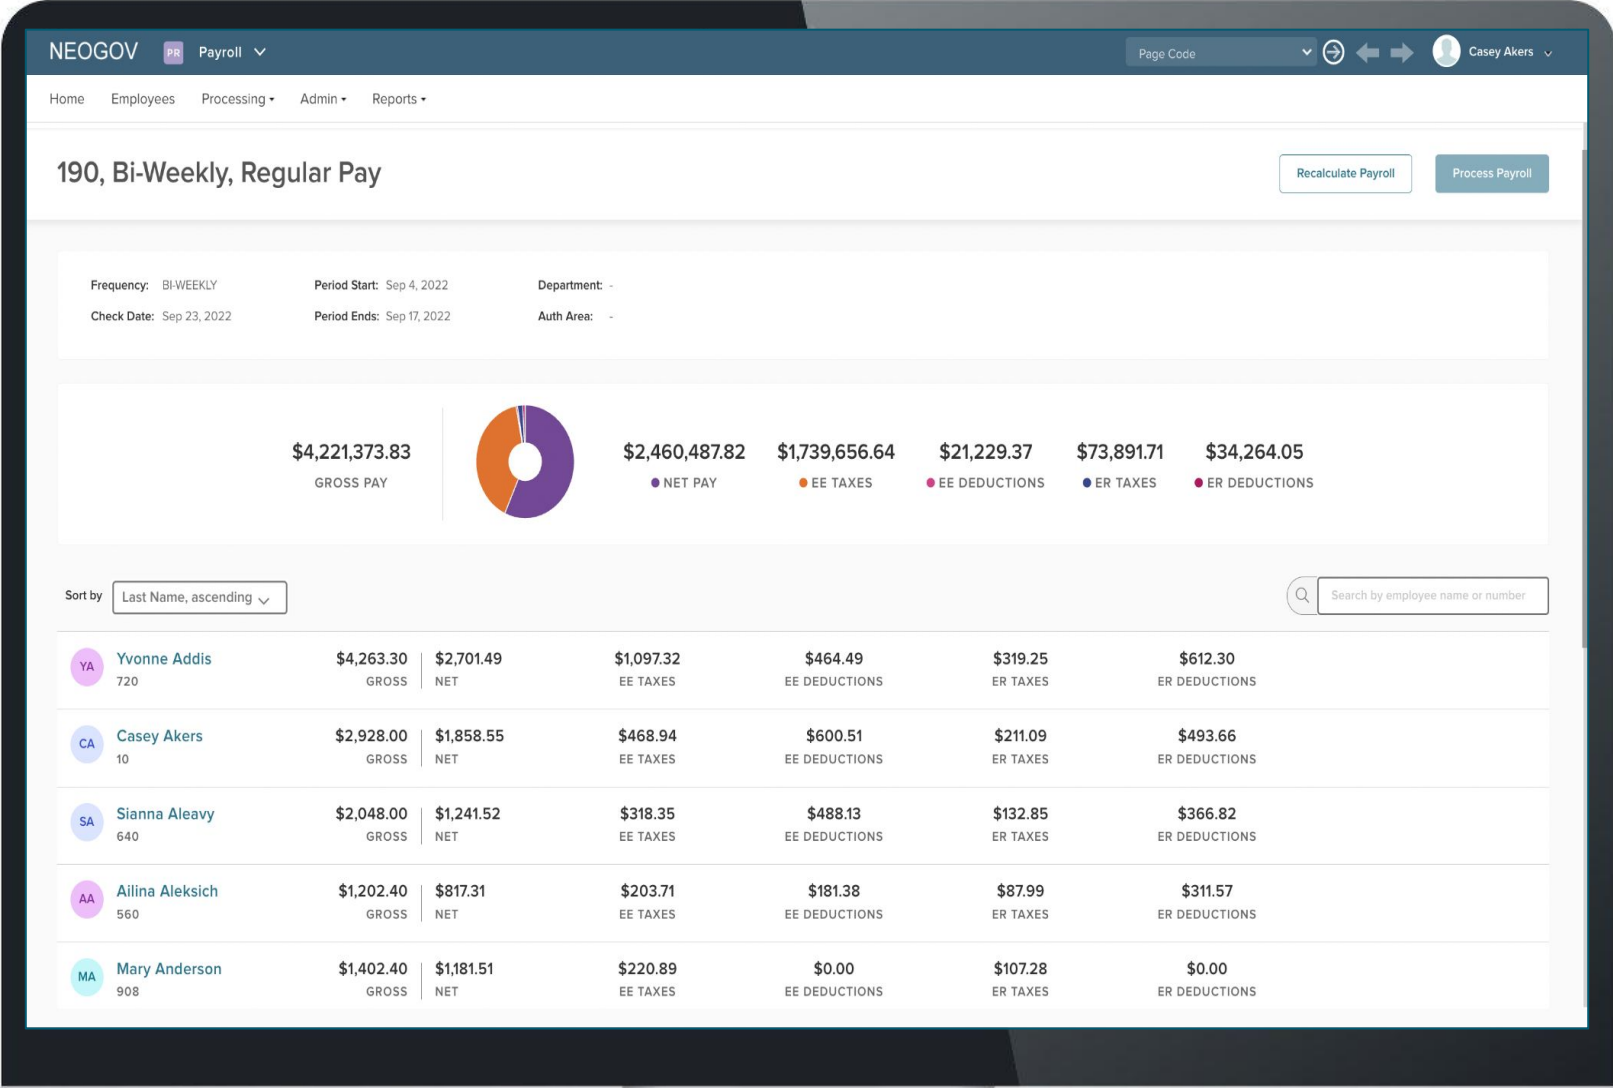 NEOGOV PR Payroll Page Code Casey Akers
Home Employees Processing Admin Reports
190, Bi-Weekly, Regular Pay Recalculate Payroll Process Payroll
Frequency: BI-WEEKLY Period Start: Sep 4, 2022 Department: -
Check Date: Sep 23, 2022 Period Ends: Sep 17, 2022 Auth Area: -
$4,221,373.83 $2,460,487.82 $1,739,656.64 $21,229.37 $73,891.71 $34,264.05
GROSS PAY NET PAY EE TAXES EE DEDUCTIONS ER TAXES ER DEDUCTIONS
Sort by Last Name, ascending Search by employee name or number
YA Yvonne Addis $4,263.30 $2,701.49 $1,097.32 $464.49 $319.25 $612.30
720 GROSS NET EE TAXES EE DEDUCTIONS ER TAXES ER DEDUCTIONS
CA Casey Akers $2,928.00 $1,858.55 $468.94 $600.51 $211.09 $493.66
10 GROSS NET EE TAXES EE DEDUCTIONS ER TAXES ER DEDUCTIONS
SA Sianna Aleavy $2,048.00 $1,241.52 $318.35 $488.13 $132.85 $366.82
640 GROSS NET EE TAXES EE DEDUCTIONS ER TAXES ER DEDUCTIONS
AA Ailina Aleksich $1,202.40 $817.31 $203.71 $181.38 $87.99 $311.57
560 GROSS NET EE TAXES EE DEDUCTIONS ER TAXES ER DEDUCTIONS
MA Mary Anderson $1,402.40 $1,181.51 $220.89 $0.00 $107.28 $0.00
908 GROSS NET EE TAXES EE DEDUCTIONS ER TAXES ER DEDUCTIONS